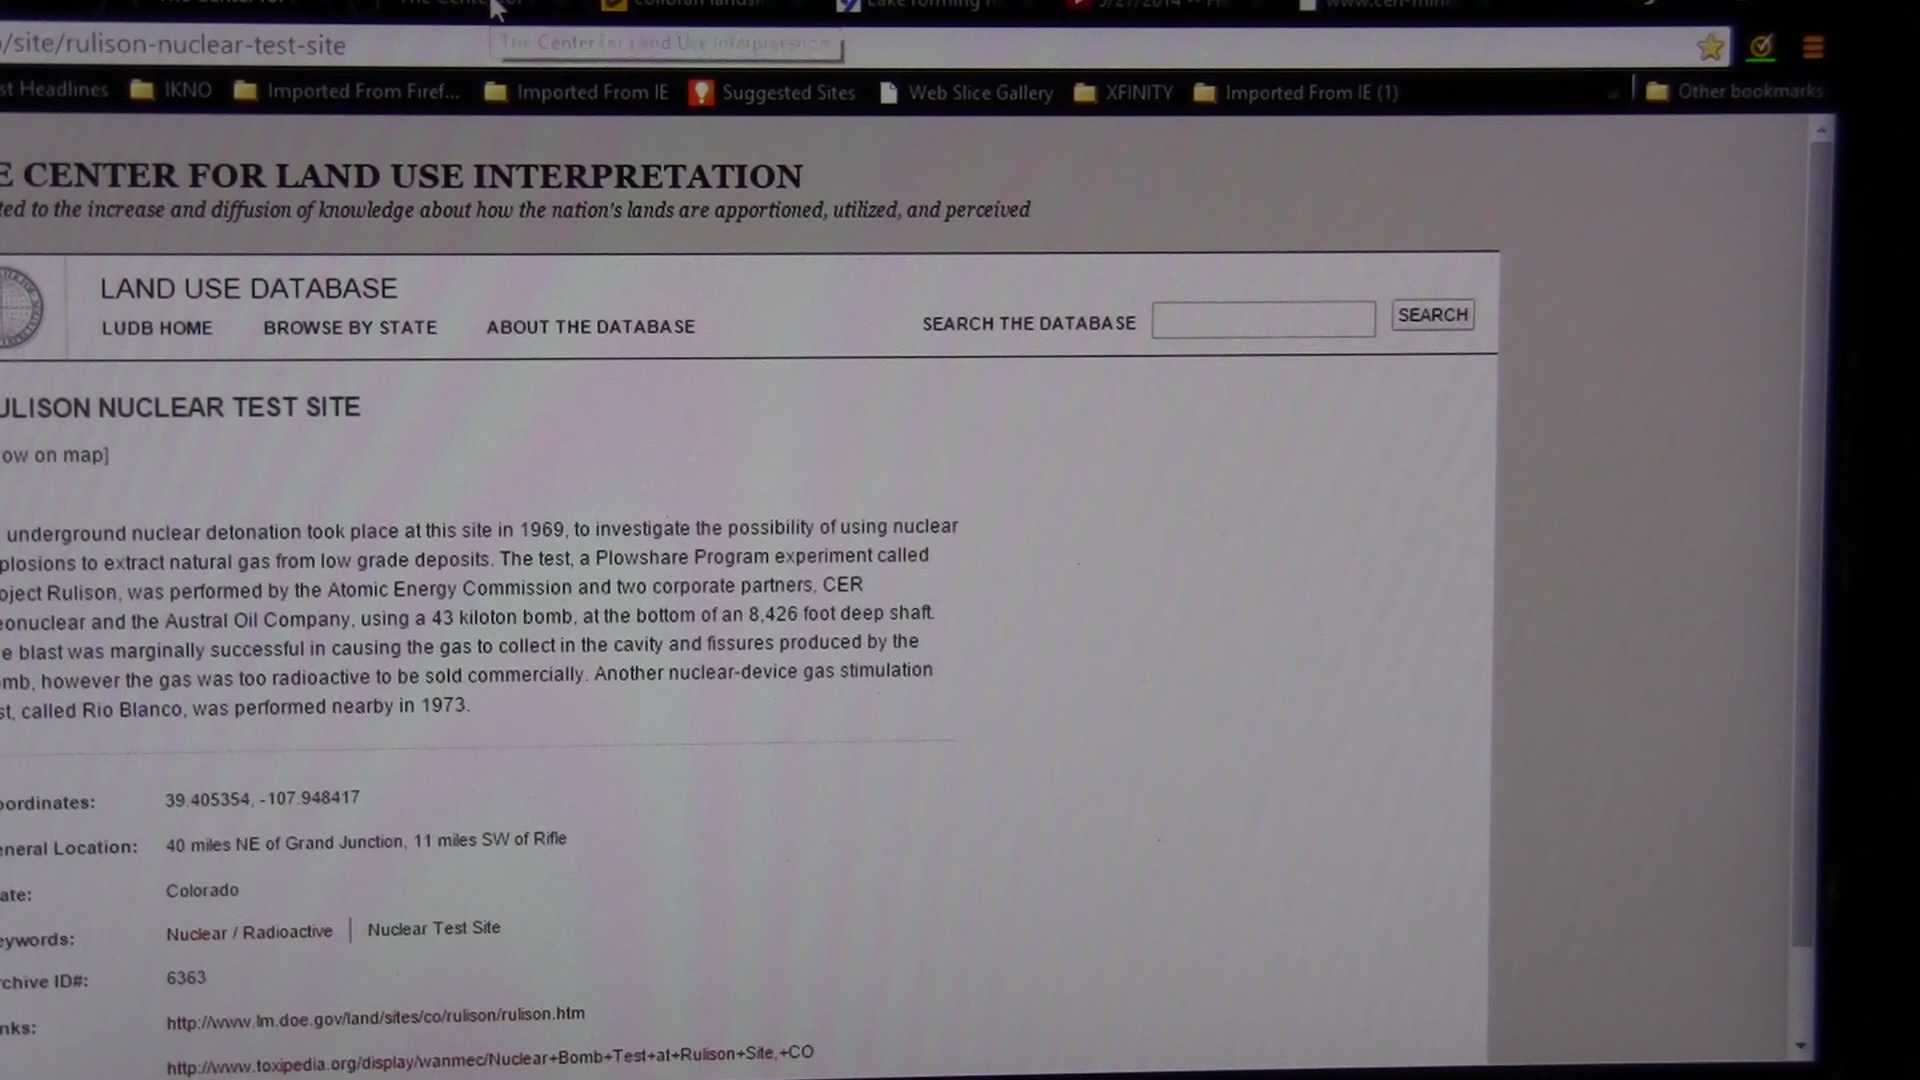 /site/rulison-nuclear-test-site
The Center For Land Use Interpretation
st Headlines IKNO Imported From Firef... Imported From IE Suggested Sites Web Slice Gallery XFINITY Imported From IE (1) » Other bookmarks
E CENTER FOR LAND USE INTERPRETATION
ted to the increase and diffusion of knowledge about how the nation's lands are apportioned, utilized, and perceived
LAND USE DATABASE
LUDB HOME BROWSE BY STATE ABOUT THE DATABASE SEARCH THE DATABASE SEARCH
ULISON NUCLEAR TEST SITE
ow on map]
underground nuclear detonation took place at this site in 1969, to investigate the possibility of using nuclear
plosions to extract natural gas from low grade deposits. The test, a Plowshare Program experiment called
oject Rulison, was performed by the Atomic Energy Commission and two corporate partners, CER
eonuclear and the Austral Oil Company, using a 43 kiloton bomb, at the bottom of an 8,426 foot deep shaft.
e blast was marginally successful in causing the gas to collect in the cavity and fissures produced by the
mb, however the gas was too radioactive to be sold commercially. Another nuclear-device gas stimulation
st, called Rio Blanco, was performed nearby in 1973.
oordinates: 39.405354, -107.948417
eneral Location: 40 miles NE of Grand Junction, 11 miles SW of Rifle
ate: Colorado
eywords: Nuclear / Radioactive | Nuclear Test Site
rchive ID#: 6363
nks: http://www.lm.doe.gov/land/sites/co/rulison/rulison.htm
http://www.toxipedia.org/display/wanmec/Nuclear+Bomb+Test+at+Rulison+Site,+CO